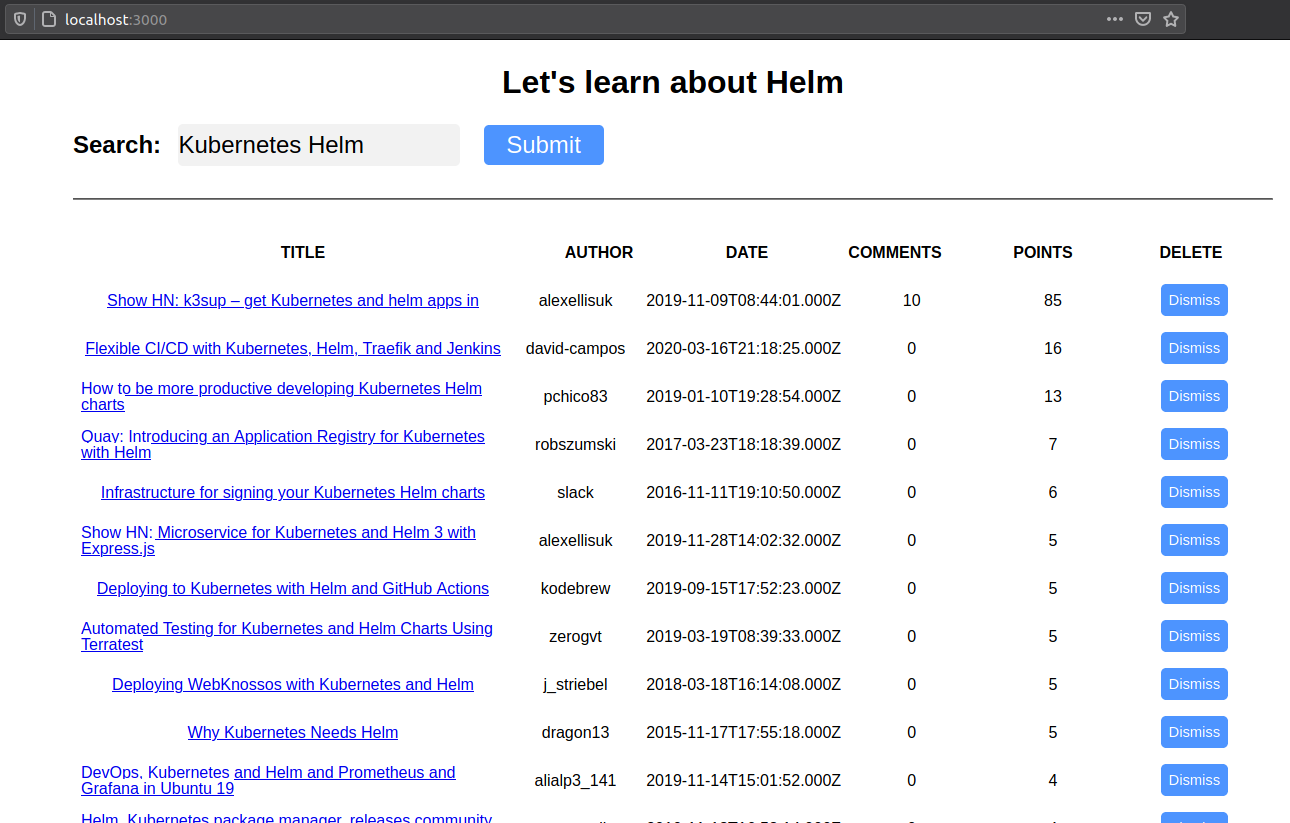 localhost:3000
Let's learn about Helm
Search: Kubernetes Helm Submit
TITLE AUTHOR DATE COMMENTS POINTS DELETE
Show HN: k3sup – get Kubernetes and helm apps in alexellisuk 2019-11-09T08:44:01.000Z 10 85 Dismiss
Flexible CI/CD with Kubernetes, Helm, Traefik and Jenkins david-campos 2020-03-16T21:18:25.000Z 0 16 Dismiss
How to be more productive developing Kubernetes Helm
charts pchico83 2019-01-10T19:28:54.000Z 0 13 Dismiss
Quay: Introducing an Application Registry for Kubernetes
with Helm robszumski 2017-03-23T18:18:39.000Z 0 7 Dismiss
Infrastructure for signing your Kubernetes Helm charts slack 2016-11-11T19:10:50.000Z 0 6 Dismiss
Show HN: Microservice for Kubernetes and Helm 3 with
Express.js alexellisuk 2019-11-28T14:02:32.000Z 0 5 Dismiss
Deploying to Kubernetes with Helm and GitHub Actions kodebrew 2019-09-15T17:52:23.000Z 0 5 Dismiss
Automated Testing for Kubernetes and Helm Charts Using
Terratest zerogvt 2019-03-19T08:39:33.000Z 0 5 Dismiss
Deploying WebKnossos with Kubernetes and Helm j_striebel 2018-03-18T16:14:08.000Z 0 5 Dismiss
Why Kubernetes Needs Helm dragon13 2015-11-17T17:55:18.000Z 0 5 Dismiss
DevOps, Kubernetes and Helm and Prometheus and
Grafana in Ubuntu 19 alialp3_141 2019-11-14T15:01:52.000Z 0 4 Dismiss
Helm, Kubernetes package manager, releases community